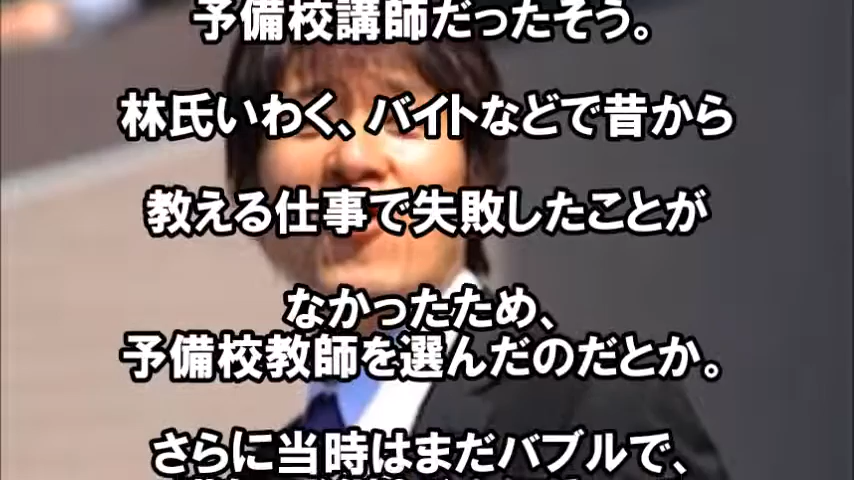 予備校講師だったそう。
林氏いわく、バイトなどで昔から
教える仕事で失敗したことが
なかったため、
予備校教師を選んだのだとか。
さらに当時はまだバブルで、